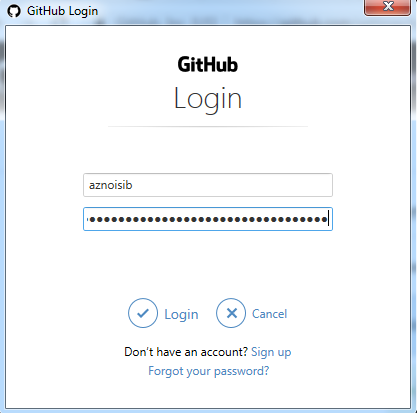 GitHub Login
GitHub
Login
aznoisib
Login Cancel
Don't have an account? Sign up
Forgot your password?